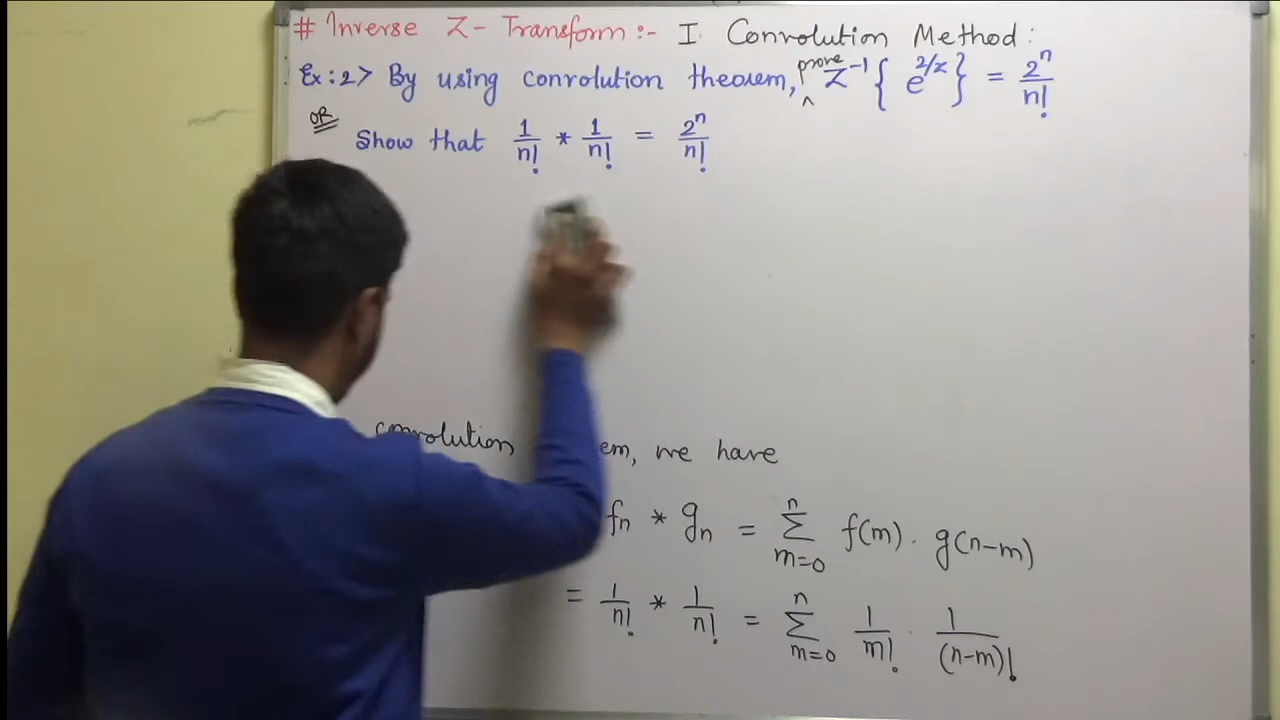 # Inverse Z- Transform :- I. Convolution Method :
Ex:2> By using convolution theorem, prove ^ Z⁻¹{ e^{2/z} } = 2ⁿ/n!
OR
Show that 1/n! * 1/n! = 2ⁿ/n!
convolution em, we have
fn * gn = Σ_{m=0}^{n} f(m) . g(n-m)
= 1/n! * 1/n! = Σ_{m=0}^{n} 1/m! . 1/(n-m)!